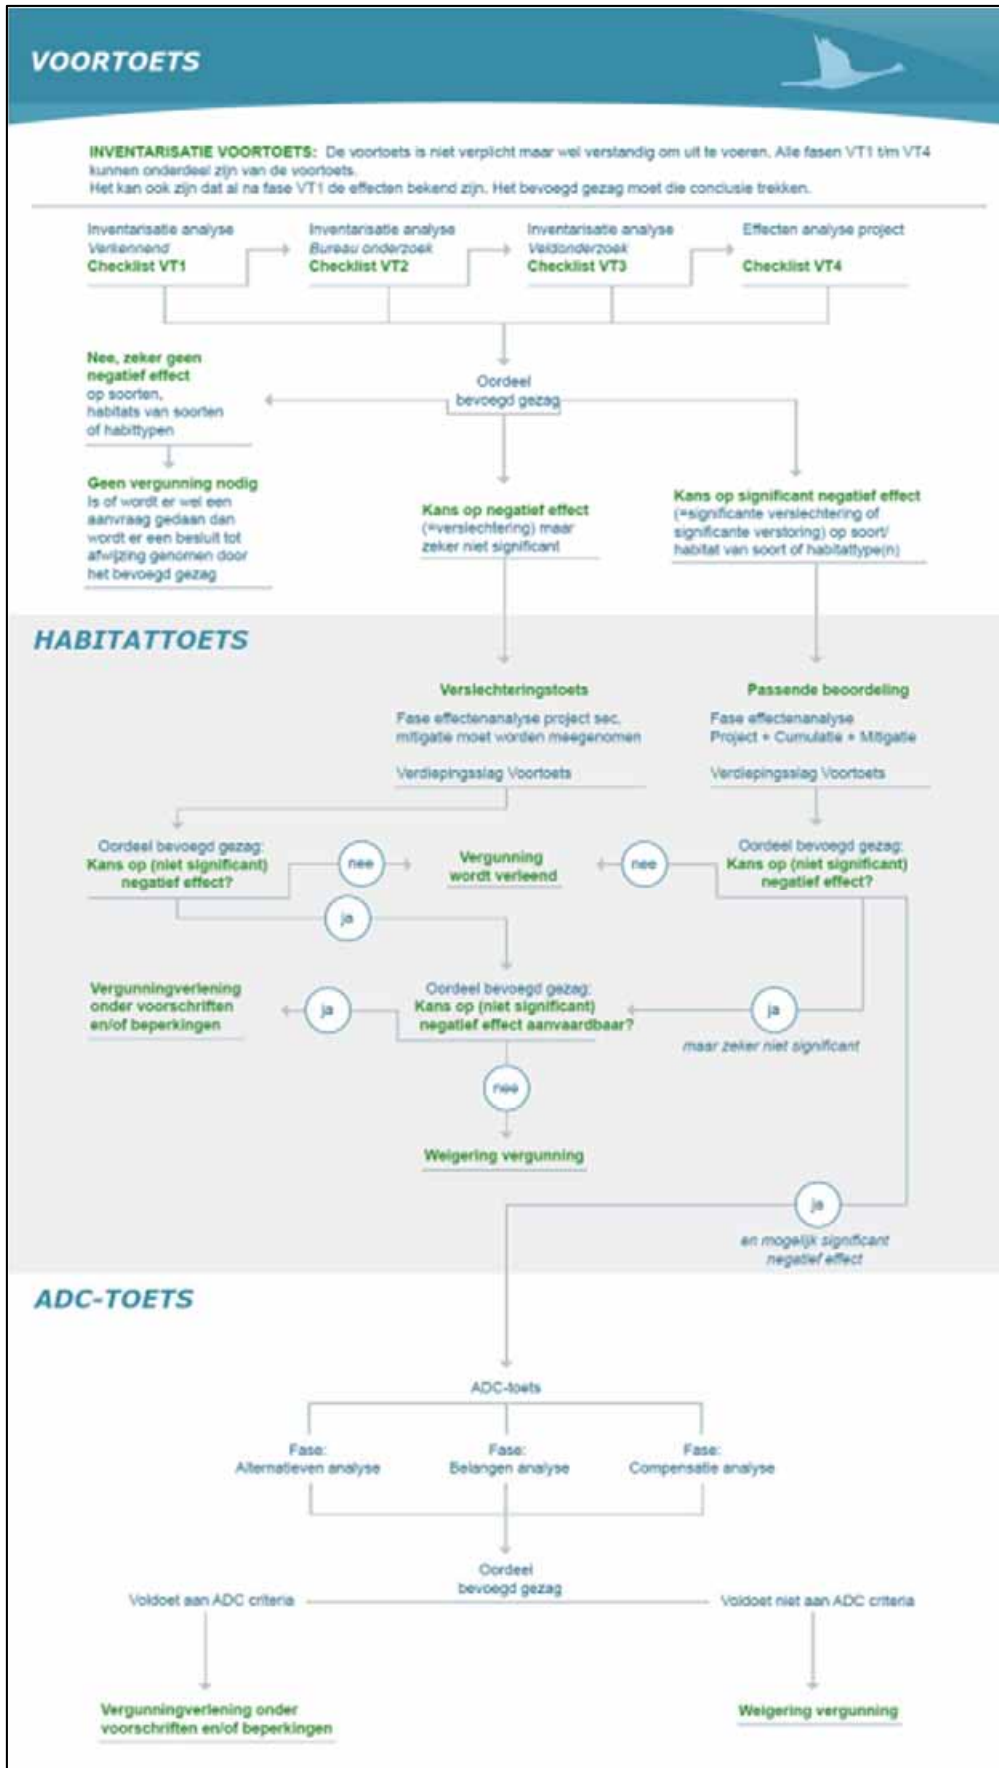 VOORTOETS
INVENTARISATIE VOORTOETS: De voortoets is niet verplicht maar wel verstandig om uit te voeren. Alle fasen VT1 t/m VT4
kunnen onderdeel zijn van de voortoets.
Het kan ook zijn dat al na fase VT1 de effecten bekend zijn. Het bevoegd gezag moet die conclusie trekken.
Inventarisatie analyse
Verkennend
Checklist VT1
Inventarisatie analyse
Bureau onderzoek
Checklist VT2
Inventarisatie analyse
Veldonderzoek
Checklist VT3
Effecten analyse project
Checklist VT4
Oordeel
bevoegd gezag
Nee, zeker geen
negatief effect
op soorten,
habitats van soorten
of habittypen
Geen vergunning nodig
Is of wordt er wel een
aanvraag gedaan dan
wordt er een besluit tot
afwijzing genomen door
het bevoegd gezag
Kans op negatief effect
(=verslechtering) maar
zeker niet significant
Kans op significant negatief effect
(=significante verslechtering of
significante verstoring) op soort/
habitat van soort of habitattype(n)
HABITATTOETS
Verslechteringstoets
Fase effectenanalyse project sec,
mitigatie moet worden meegenomen
Verdiepingsslag Voortoets
Passende beoordeling
Fase effectenanalyse
Project + Cumulatie + Mitigatie
Verdiepingsslag Voortoets
Oordeel bevoegd gezag:
Kans op (niet significant)
negatief effect?
nee
Vergunning
wordt verleend
nee
Oordeel bevoegd gezag:
Kans op (niet significant)
negatief effect?
ja
Vergunningverlening
onder voorschriften
en/of beperkingen
ja
Oordeel bevoegd gezag:
Kans op (niet significant)
negatief effect aanvaardbaar?
ja
maar zeker niet significant
nee
Weigering vergunning
ja
en mogelijk significant
negatief effect
ADC-TOETS
ADC-toets
Fase:
Alternatieven analyse
Fase:
Belangen analyse
Fase:
Compensatie analyse
Oordeel
bevoegd gezag
Voldoet aan ADC criteria
Voldoet niet aan ADC criteria
Vergunningverlening onder
voorschriften en/of beperkingen
Weigering vergunning